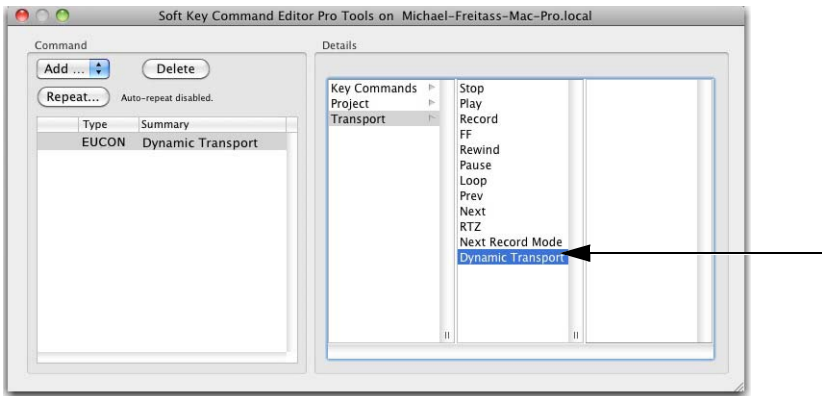 Soft Key Command Editor Pro Tools on Michael-Freitass-Mac-Pro.local
Command
Add ...
Delete
Repeat...
Auto-repeat disabled.
Type Summary
EUCON Dynamic Transport
Details
Key Commands
Project
Transport
Stop
Play
Record
FF
Rewind
Pause
Loop
Prev
Next
RTZ
Next Record Mode
Dynamic Transport